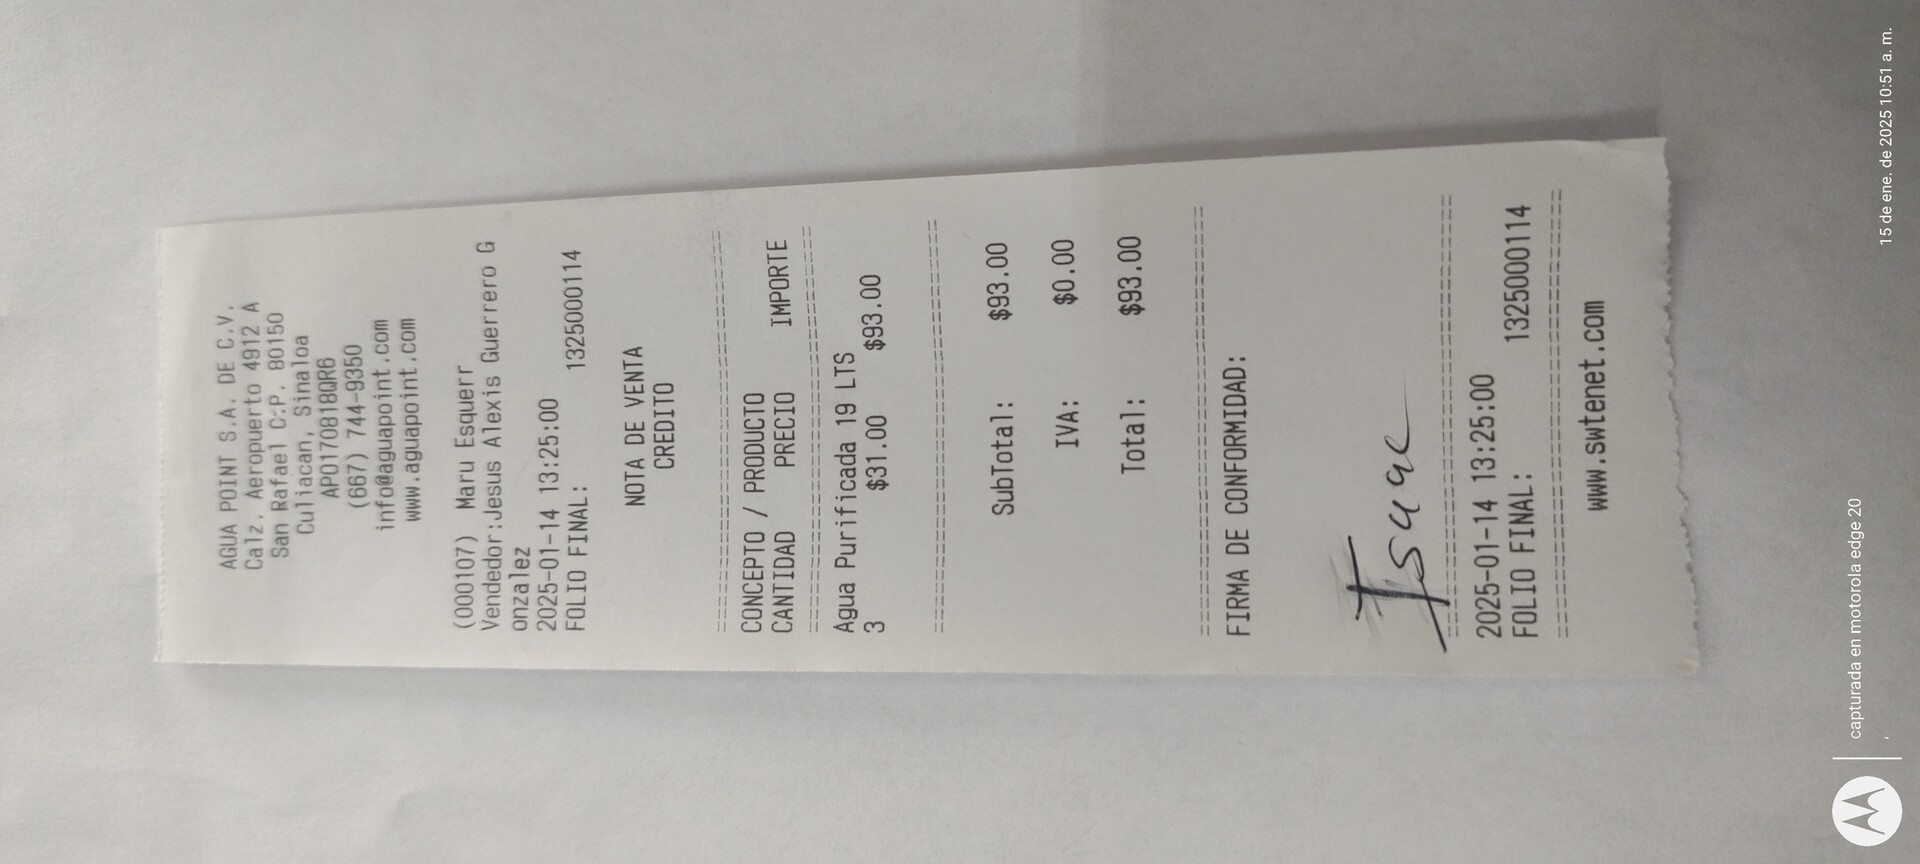 AGUA POINT S.A. DE C.V.
Calz. Aeropuerto 4912 A
San Rafael C.P. 80150
Culiacan, Sinaloa
APO170818QR6
(667) 744-9350
info@aguapoint.com
www.aguapoint.com
(000107) Maru Esquerr
Vendedor:Jesus Alexis Guerrero G
onzalez
2025-01-14 13:25:00
FOLIO FINAL: 1325000114
NOTA DE VENTA
CREDITO
CONCEPTO / PRODUCTO
CANTIDAD PRECIO IMPORTE
Agua Purificada 19 LTS
3 $31.00 $93.00
SubTotal: $93.00
IVA: $0.00
Total: $93.00
FIRMA DE CONFORMIDAD:
Isaac
2025-01-14 13:25:00
FOLIO FINAL: 1325000114
www.swtenet.com
capturada en motorola edge 20
15 de ene. de 2025 10:51 a. m.